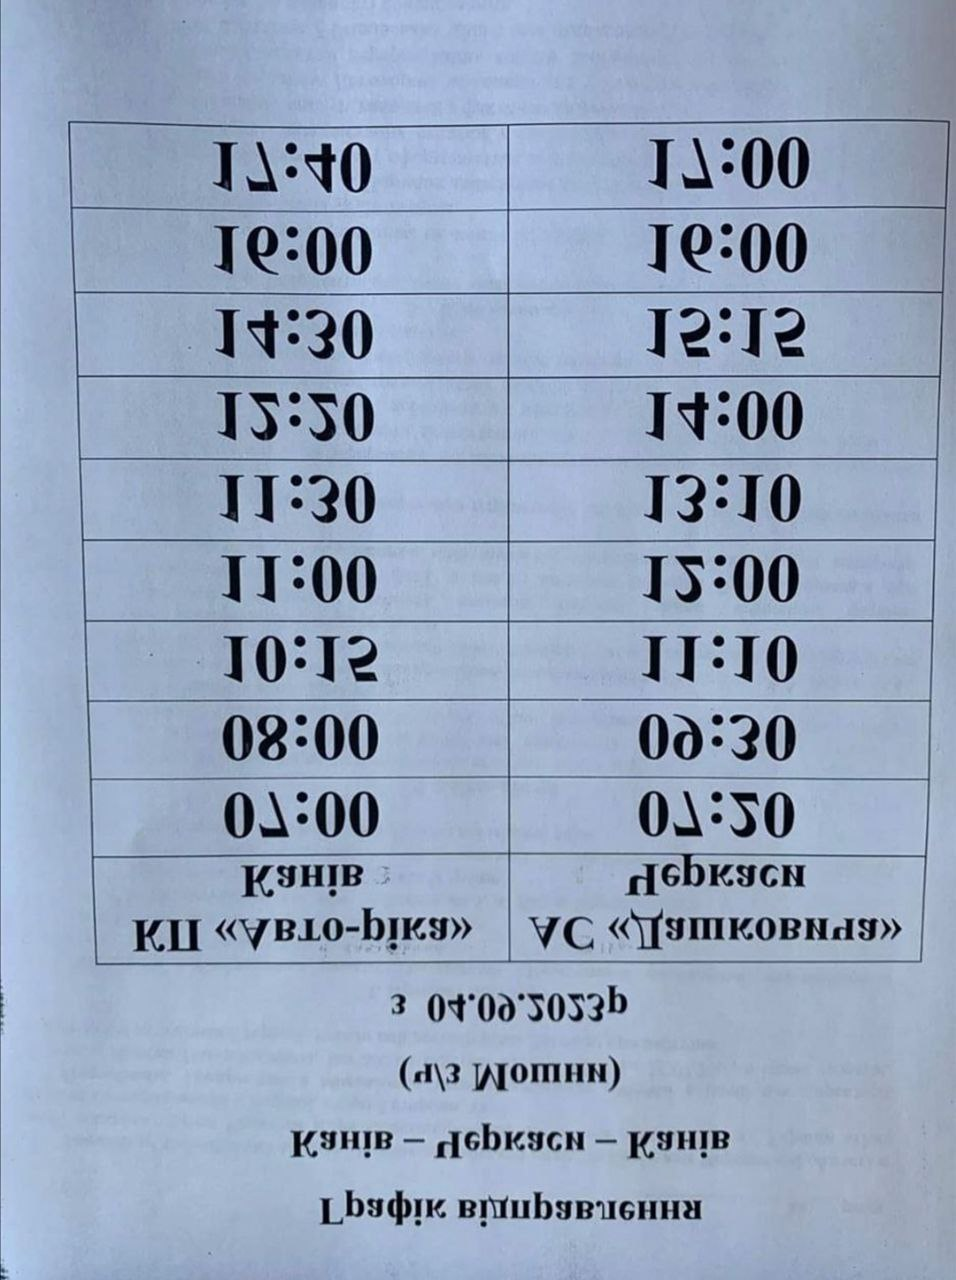 Графік відправлення
Канів – Черкаси – Канів
(ч/з Мошни)
з 04.09.2023р
КП «Авто-ріка» Канів АС «Дашковича» Черкаси
07:00 07:20
08:00 09:30
10:15 11:10
11:00 12:00
11:30 13:10
12:20 14:00
14:30 15:15
16:00 16:00
17:40 17:00